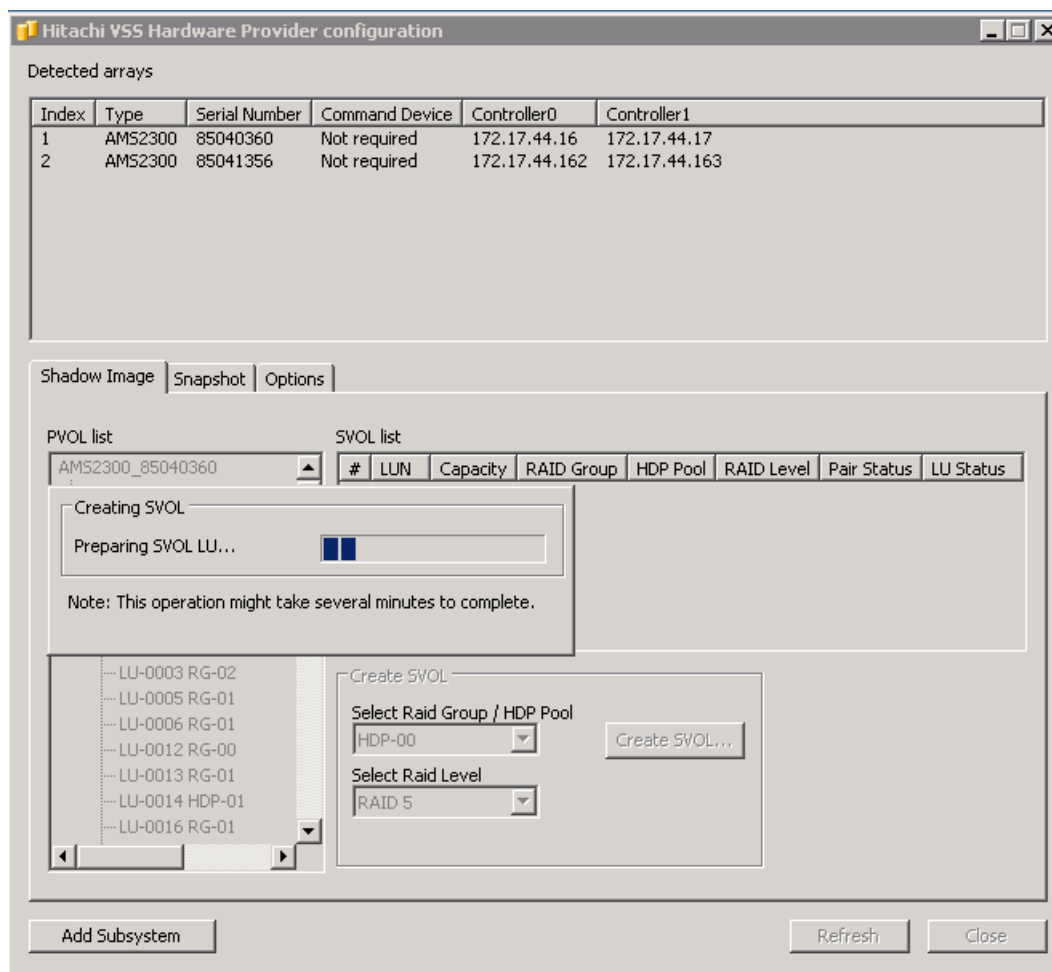 Hitachi VSS Hardware Provider configuration
Detected arrays
Index Type Serial Number Command Device Controller0 Controller1
1 AMS2300 85040360 Not required 172.17.44.16 172.17.44.17
2 AMS2300 85041356 Not required 172.17.44.162 172.17.44.163
Shadow Image Snapshot Options
PVOL list SVOL list
AMS2300_85040360 # LUN Capacity RAID Group HDP Pool RAID Level Pair Status LU Status
Creating SVOL
Preparing SVOL LU...
Note: This operation might take several minutes to complete.
LU-0003 RG-02
LU-0005 RG-01
LU-0006 RG-01
LU-0012 RG-00
LU-0013 RG-01
LU-0014 HDP-01
LU-0016 RG-01
Create SVOL
Select Raid Group / HDP Pool
HDP-00 Create SVOL...
Select Raid Level
RAID 5
Add Subsystem Refresh Close